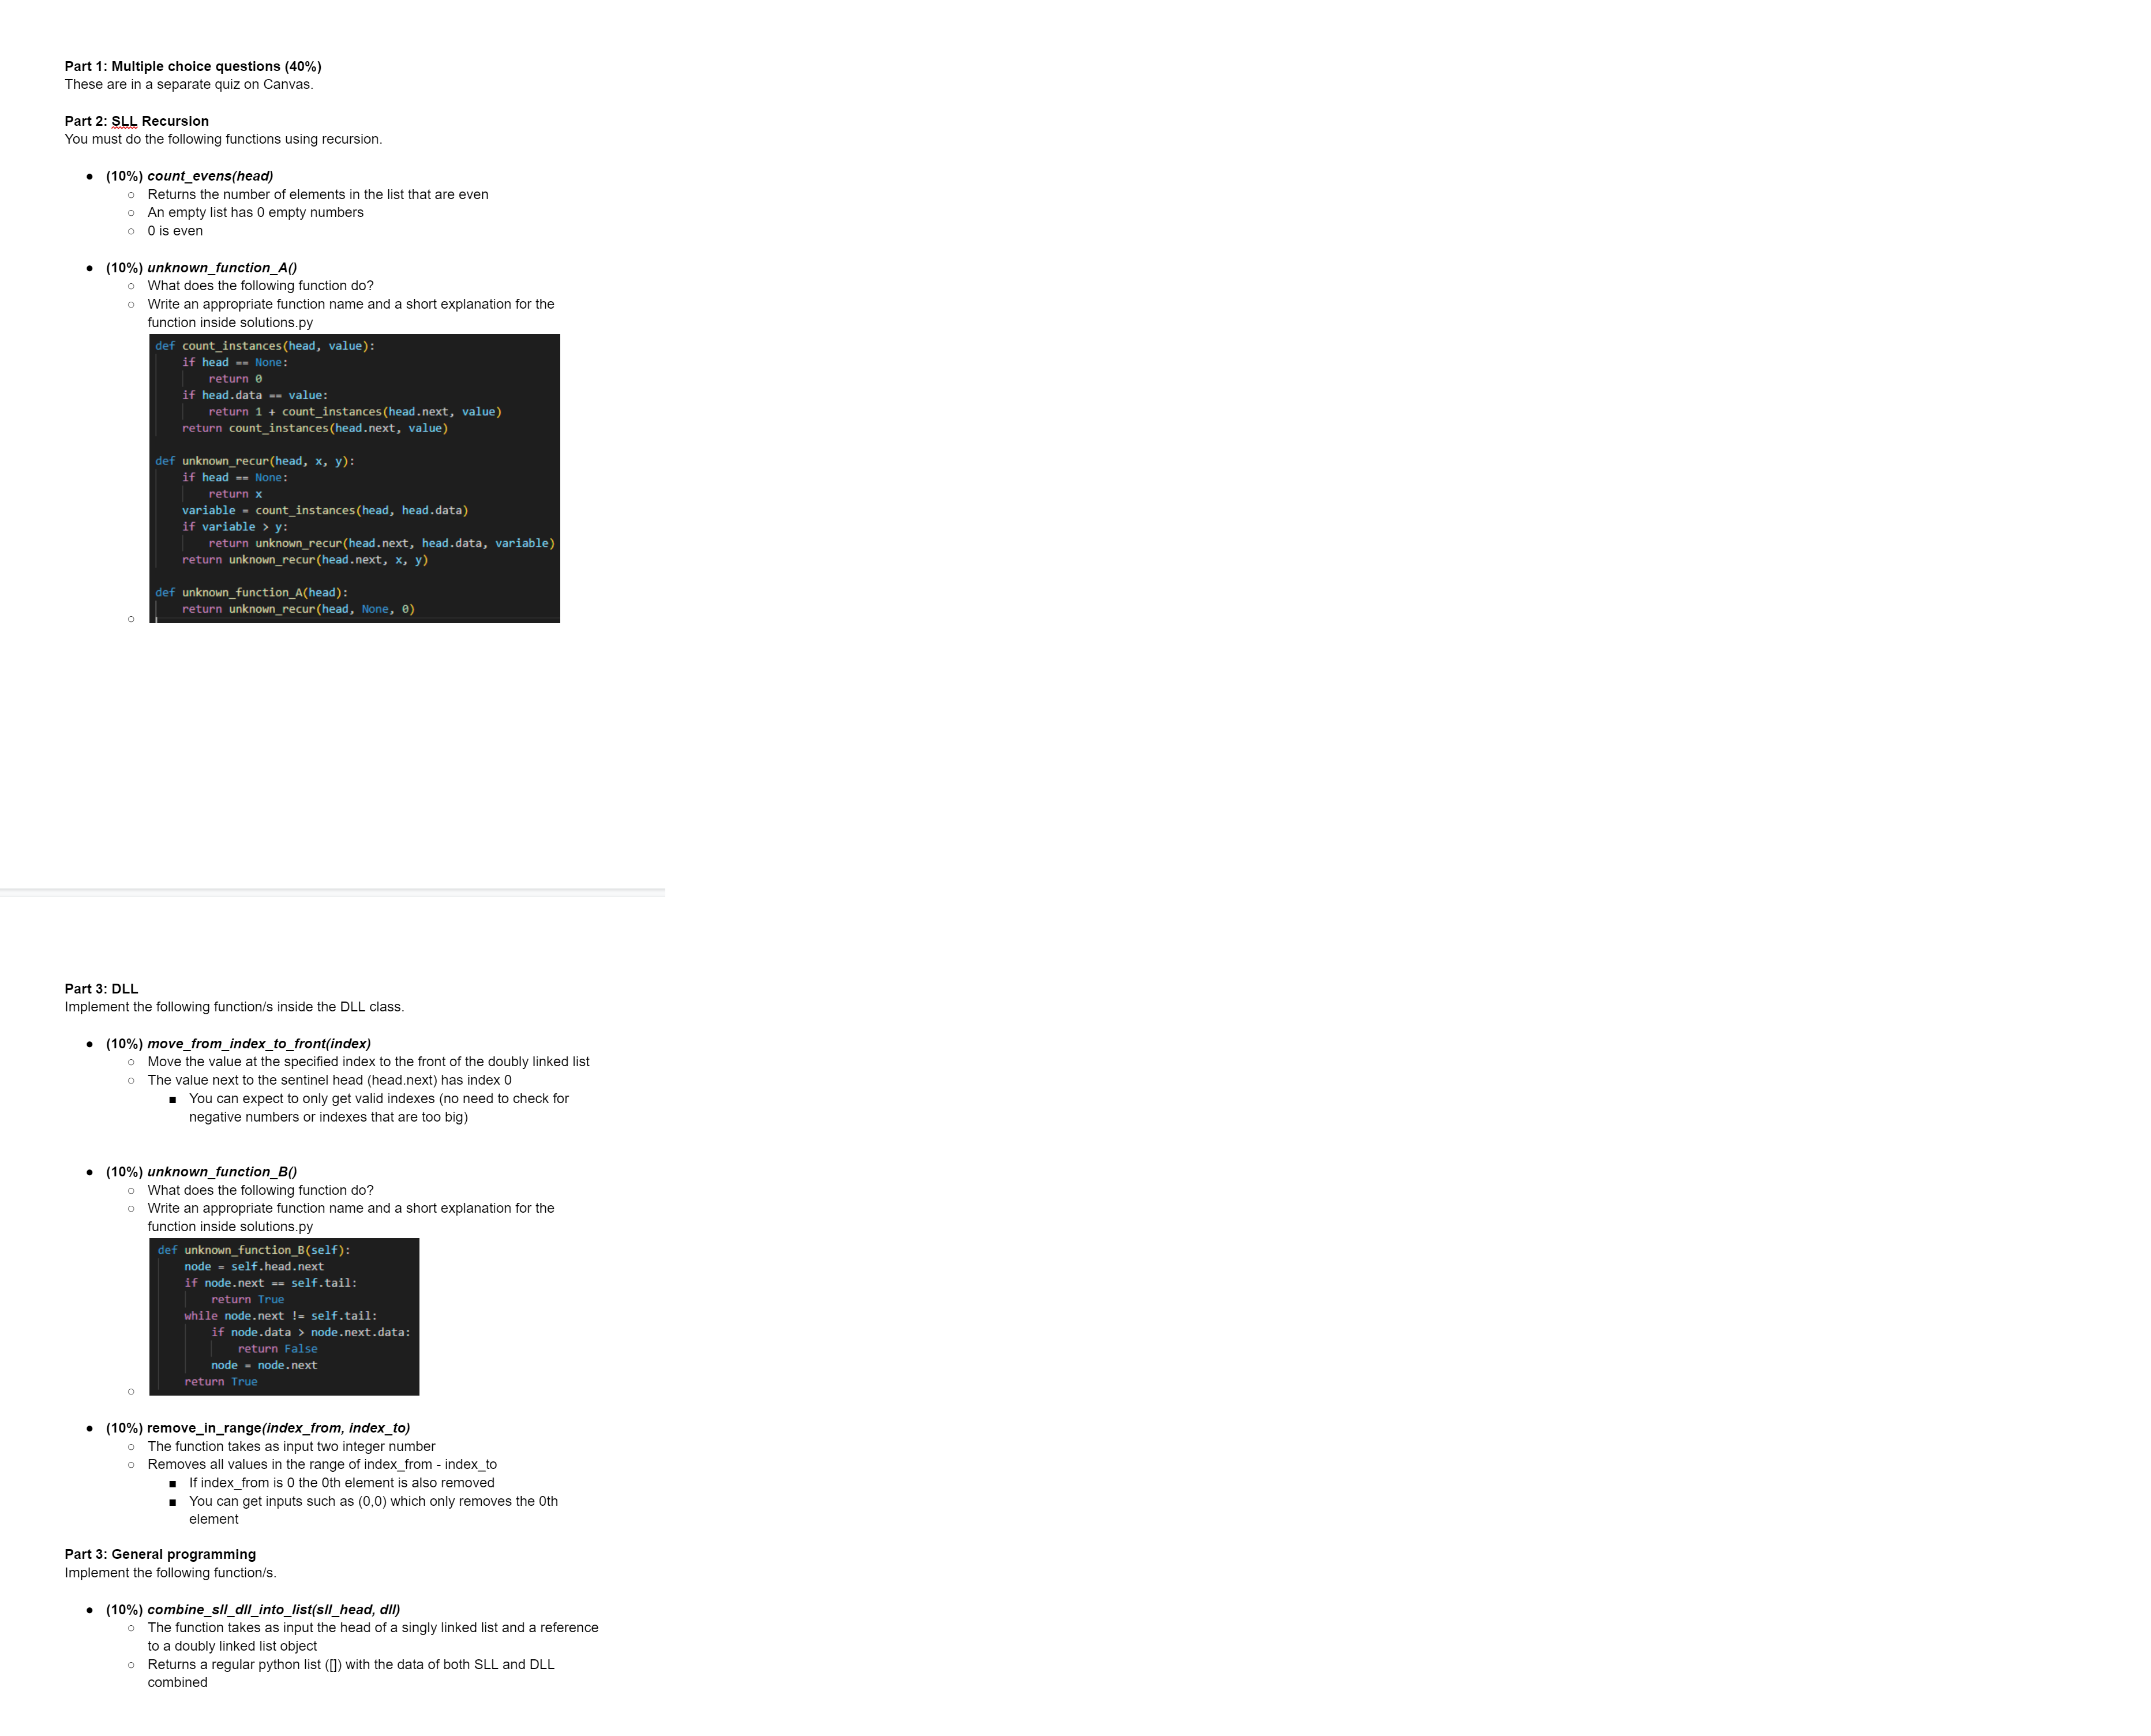 Part 1: Multiple choice questions (40%)
These are in a separate quiz on Canvas.
Part 2: SLL Recursion
You must do the following functions using recursion.
● (10%) count_evens(head)
○ Returns the number of elements in the list that are even
○ An empty list has 0 empty numbers
○ 0 is even
● (10%) unknown_function_A()
○ What does the following function do?
○ Write an appropriate function name and a short explanation for the
function inside solutions.py
def count_instances(head, value):
    if head == None:
        return 0
    if head.data == value:
        return 1 + count_instances(head.next, value)
    return count_instances(head.next, value)
def unknown_recur(head, x, y):
    if head == None:
        return x
    variable = count_instances(head, head.data)
    if variable > y:
        return unknown_recur(head.next, head.data, variable)
    return unknown_recur(head.next, x, y)
def unknown_function_A(head):
    return unknown_recur(head, None, 0)
○
Part 3: DLL
Implement the following function/s inside the DLL class.
● (10%) move_from_index_to_front(index)
○ Move the value at the specified index to the front of the doubly linked list
○ The value next to the sentinel head (head.next) has index 0
■ You can expect to only get valid indexes (no need to check for
negative numbers or indexes that are too big)
● (10%) unknown_function_B()
○ What does the following function do?
○ Write an appropriate function name and a short explanation for the
function inside solutions.py
def unknown_function_B(self):
    node = self.head.next
    if node.next == self.tail:
        return True
    while node.next != self.tail:
        if node.data > node.next.data:
            return False
        node = node.next
    return True
○
● (10%) remove_in_range(index_from, index_to)
○ The function takes as input two integer number
○ Removes all values in the range of index_from - index_to
■ If index_from is 0 the 0th element is also removed
■ You can get inputs such as (0,0) which only removes the 0th
element
Part 3: General programming
Implement the following function/s.
● (10%) combine_sll_dll_into_list(sll_head, dll)
○ The function takes as input the head of a singly linked list and a reference
to a doubly linked list object
○ Returns a regular python list ([]) with the data of both SLL and DLL
combined